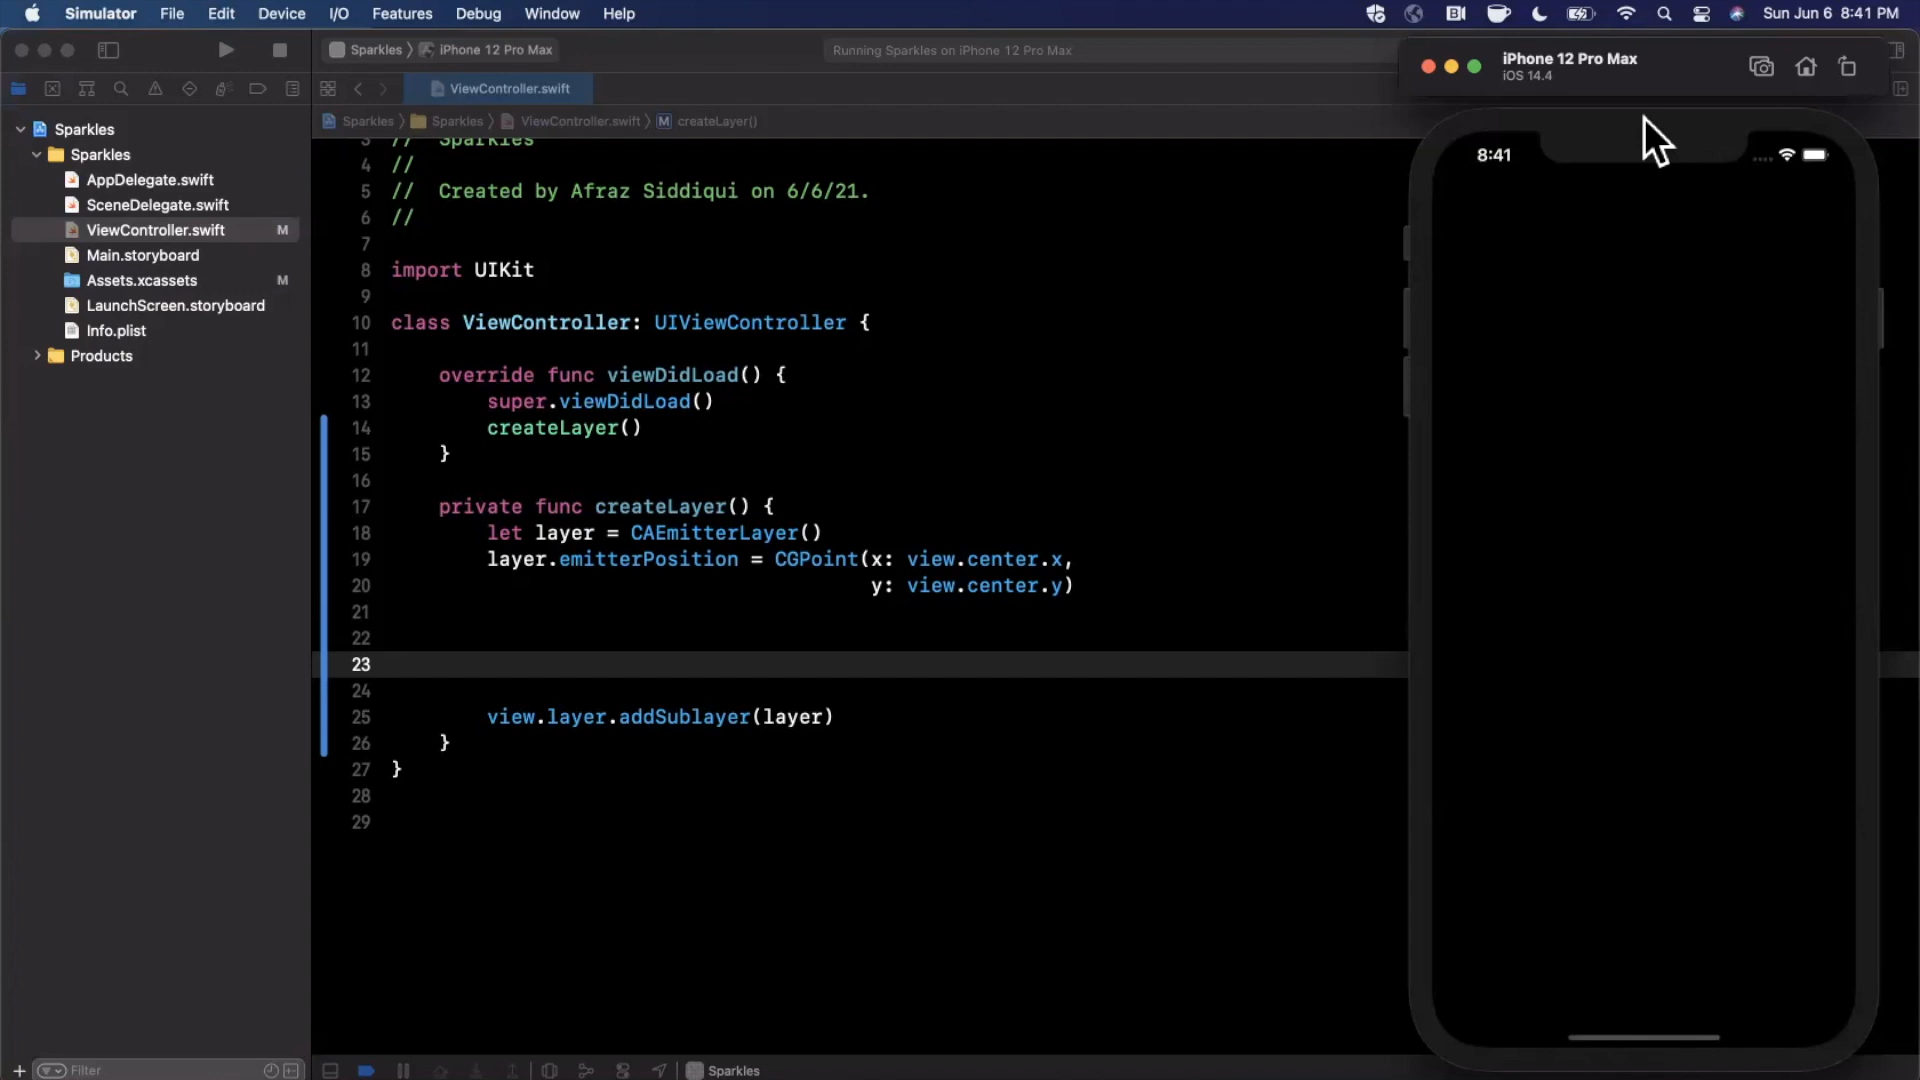 Simulator File Edit Device I/O Features Debug Window Help Sun Jun 6 8:41 PM
Sparkles iPhone 12 Pro Max Running Sparkles on iPhone 12 Pro Max
iPhone 12 Pro Max
iOS 14.4
ViewController.swift
Sparkles Sparkles ViewController.swift M createLayer()
Sparkles
Sparkles
AppDelegate.swift
SceneDelegate.swift
ViewController.swift M
Main.storyboard
Assets.xcassets M
LaunchScreen.storyboard
Info.plist
Products
8:41
3 // Sparkles
4 //
5 // Created by Afraz Siddiqui on 6/6/21.
6 //
7
8 import UIKit
9
10 class ViewController: UIViewController {
11
12 override func viewDidLoad() {
13 super.viewDidLoad()
14 createLayer()
15 }
16
17 private func createLayer() {
18 let layer = CAEmitterLayer()
19 layer.emitterPosition = CGPoint(x: view.center.x,
20 y: view.center.y)
21
22
23
24
25 view.layer.addSublayer(layer)
26 }
27 }
28
29
Filter
Sparkles